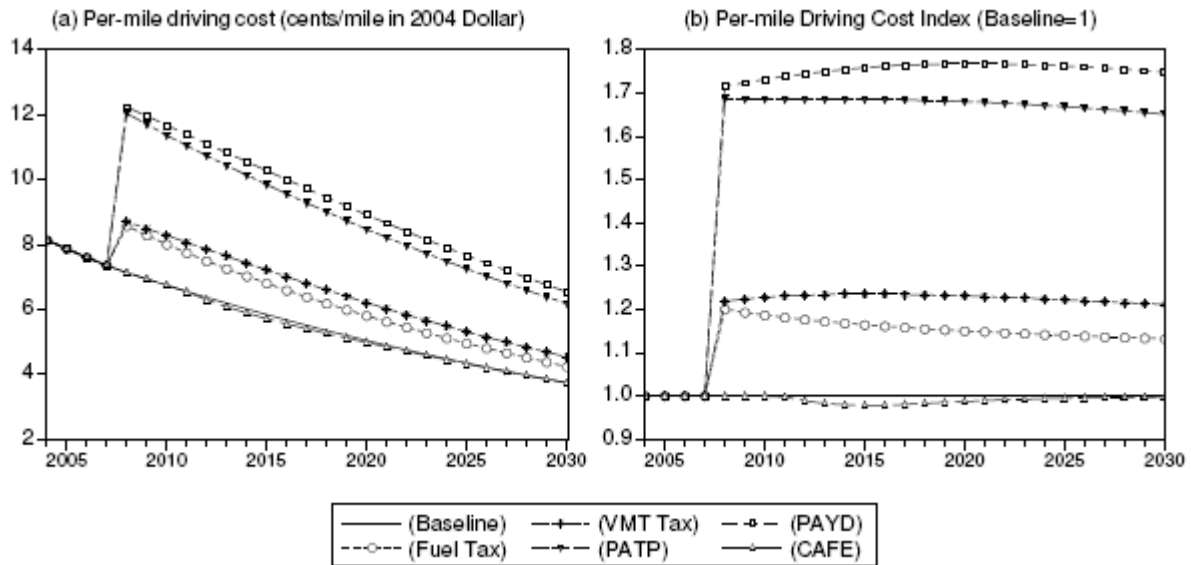 (a) Per-mile driving cost (cents/mile in 2004 Dollar)
14
12
10
8
6
4
2
2005 2010 2015 2020 2025 2030
(b) Per-mile Driving Cost Index (Baseline=1)
1.8
1.7
1.6
1.5
1.4
1.3
1.2
1.1
1.0
0.9
2005 2010 2015 2020 2025 2030
(Baseline) (VMT Tax) (PAYD)
(Fuel Tax) (PATP) (CAFE)